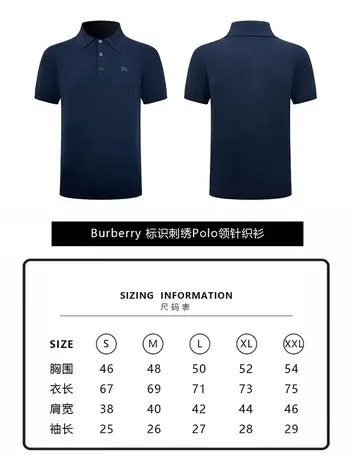 Burberry 标识刺绣Polo领针织衫
SIZING INFORMATION
尺码表
SIZE S M L XL XXL
胸围 46 48 50 52 54
衣长 67 69 71 73 75
肩宽 38 40 42 44 46
袖长 25 26 27 28 29